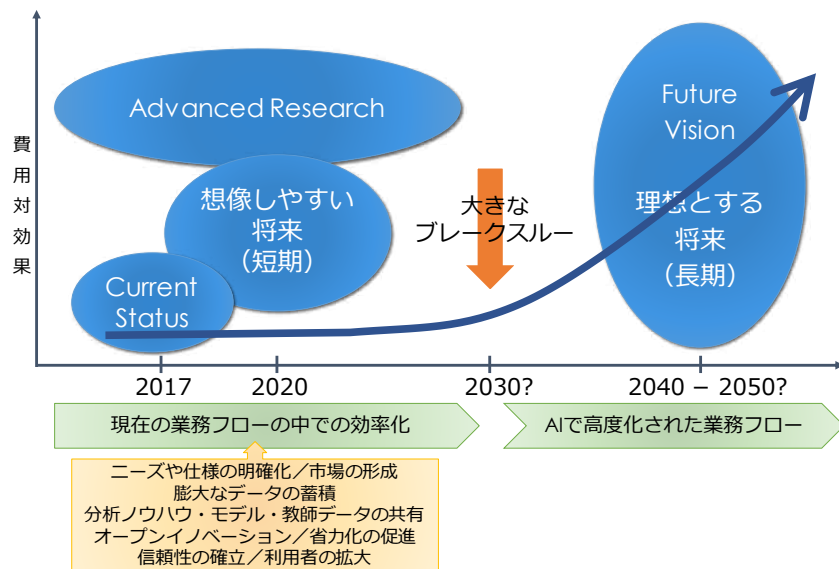 費用対効果
Advanced Research
想像しやすい
将来
（短期）
Current
Status
大きな
ブレークスルー
Future
Vision
理想とする
将来
（長期）
2017
2020
2030?
2040 – 2050?
現在の業務フローの中での効率化
AIで高度化された業務フロー
ニーズや仕様の明確化／市場の形成
膨大なデータの蓄積
分析ノウハウ・モデル・教師データの共有
オープンイノベーション／省力化の促進
信頼性の確立／利用者の拡大